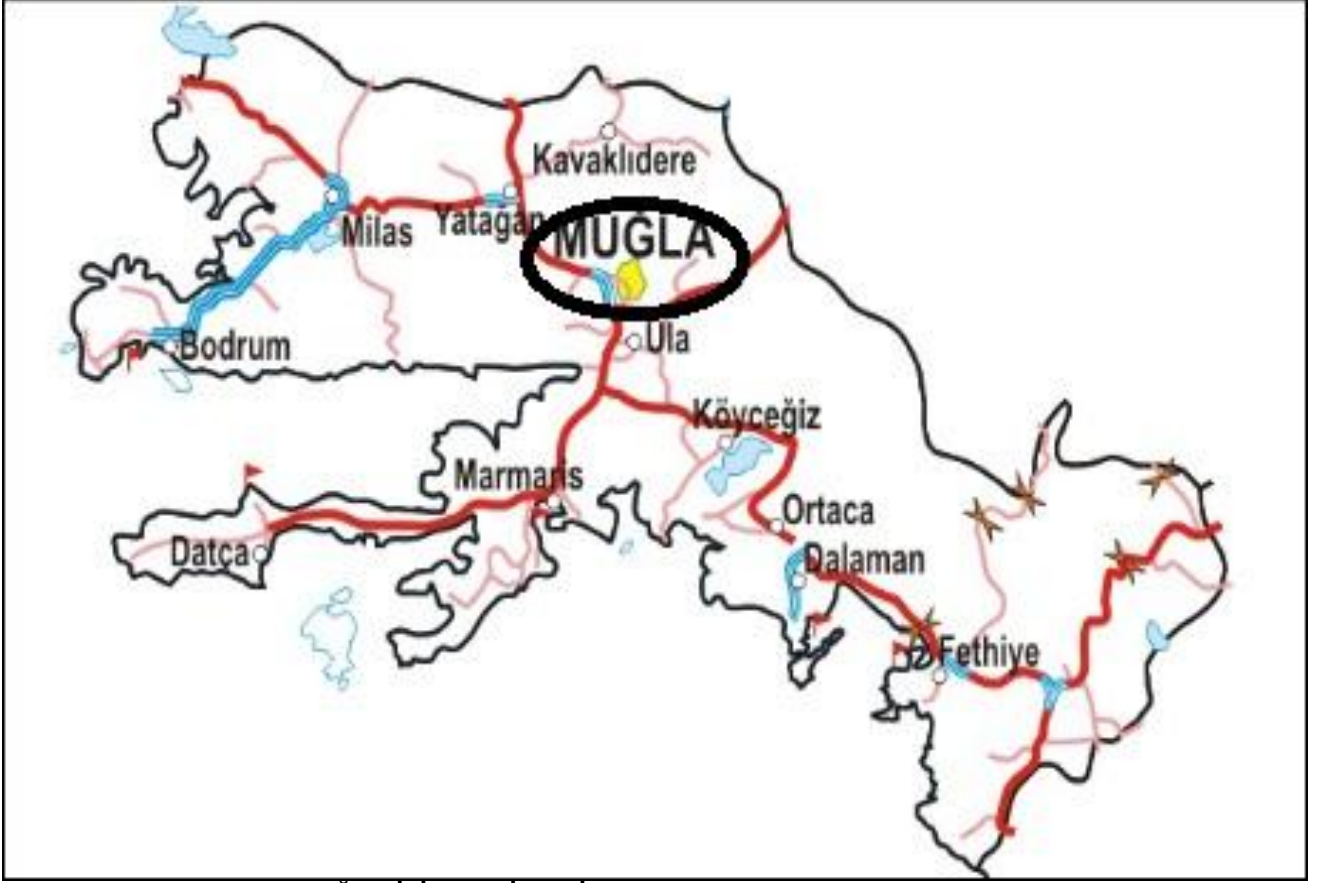 Kavaklıdere
Yatağan
MUĞLA
Milas
Ula
Bodrum
Köyceğiz
Marmaris
Ortaca
Datça
Dalaman
Fethiye